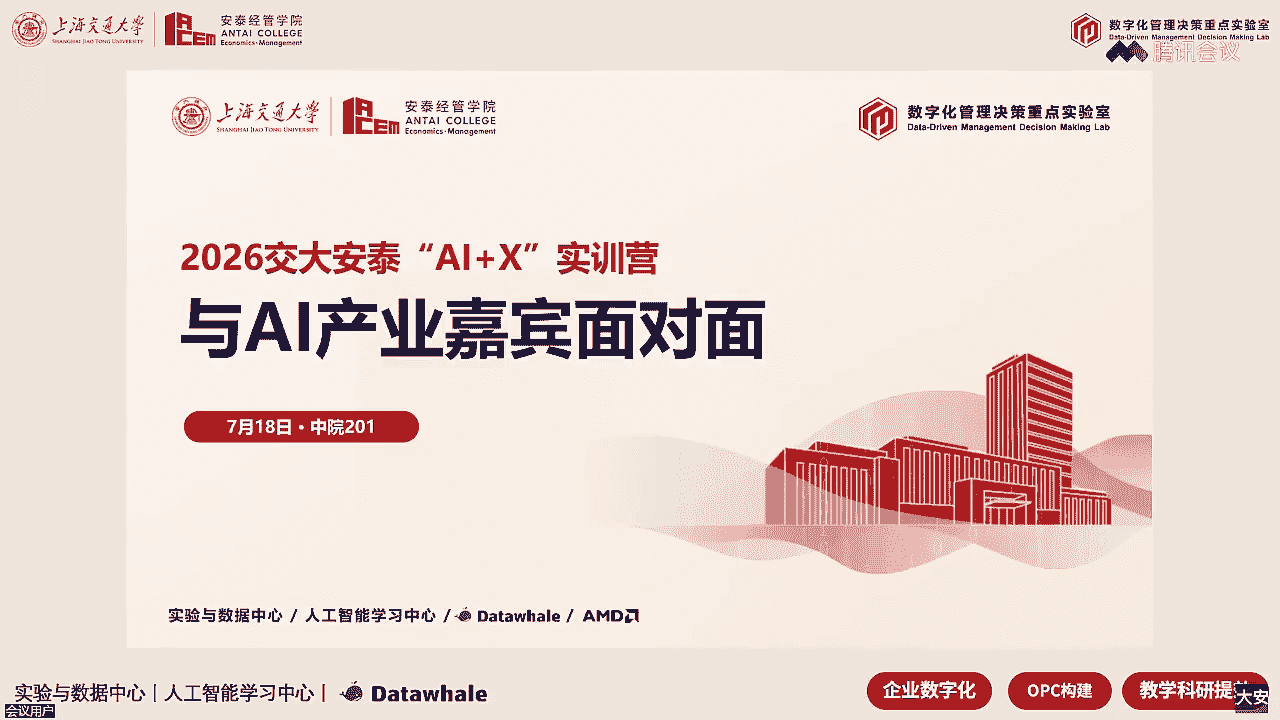 上海交通大学
SHANGHAI JIAO TONG UNIVERSITY
ACEM
安泰经管学院
ANTAI COLLEGE
Economics·Management
数字化管理决策重点实验室
Data-Driven Management Decision Making Lab
腾讯会议
上海交通大学
SHANGHAI JIAO TONG UNIVERSITY
ACEM
安泰经管学院
ANTAI COLLEGE
Economics·Management
数字化管理决策重点实验室
Data-Driven Management Decision Making Lab
2026交大安泰“AI+X”实训营
与AI产业嘉宾面对面
7月18日·中院201
实验与数据中心 / 人工智能学习中心 / Datawhale / AMD
实验与数据中心 | 人工智能学习中心 | Datawhale
企业数字化
OPC构建
教学科研提
大安
会议用户